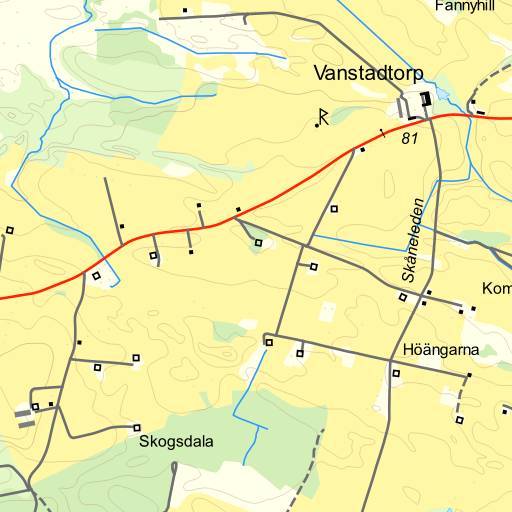 Fannyhill
Vanstadtorp
81
Skåneleden
Kom
Höängarna
Skogsdala